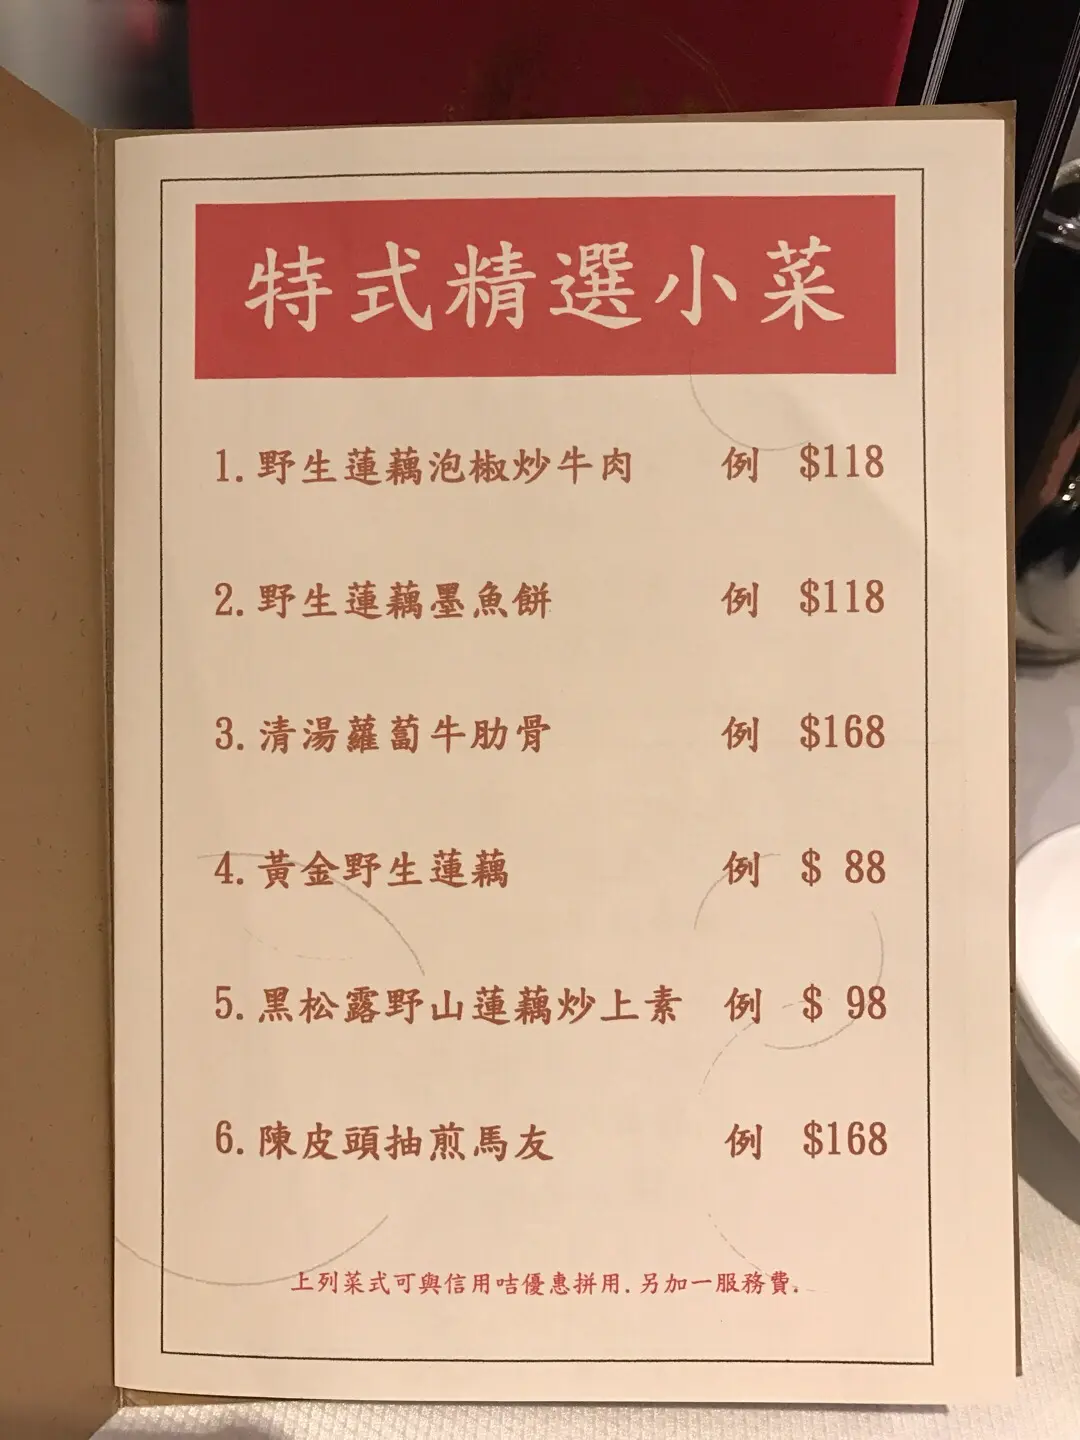 特式精選小菜
1.野生蓮藕泡椒炒牛肉 例 $118
2.野生蓮藕墨魚餅 例 $118
3.清湯蘿蔔牛肋骨 例 $168
4.黃金野生蓮藕 例 $ 88
5.黑松露野山蓮藕炒上素 例 $ 98
6.陳皮頭抽煎馬友 例 $168
上列菜式可與信用咭優惠拼用.另加一服務費.